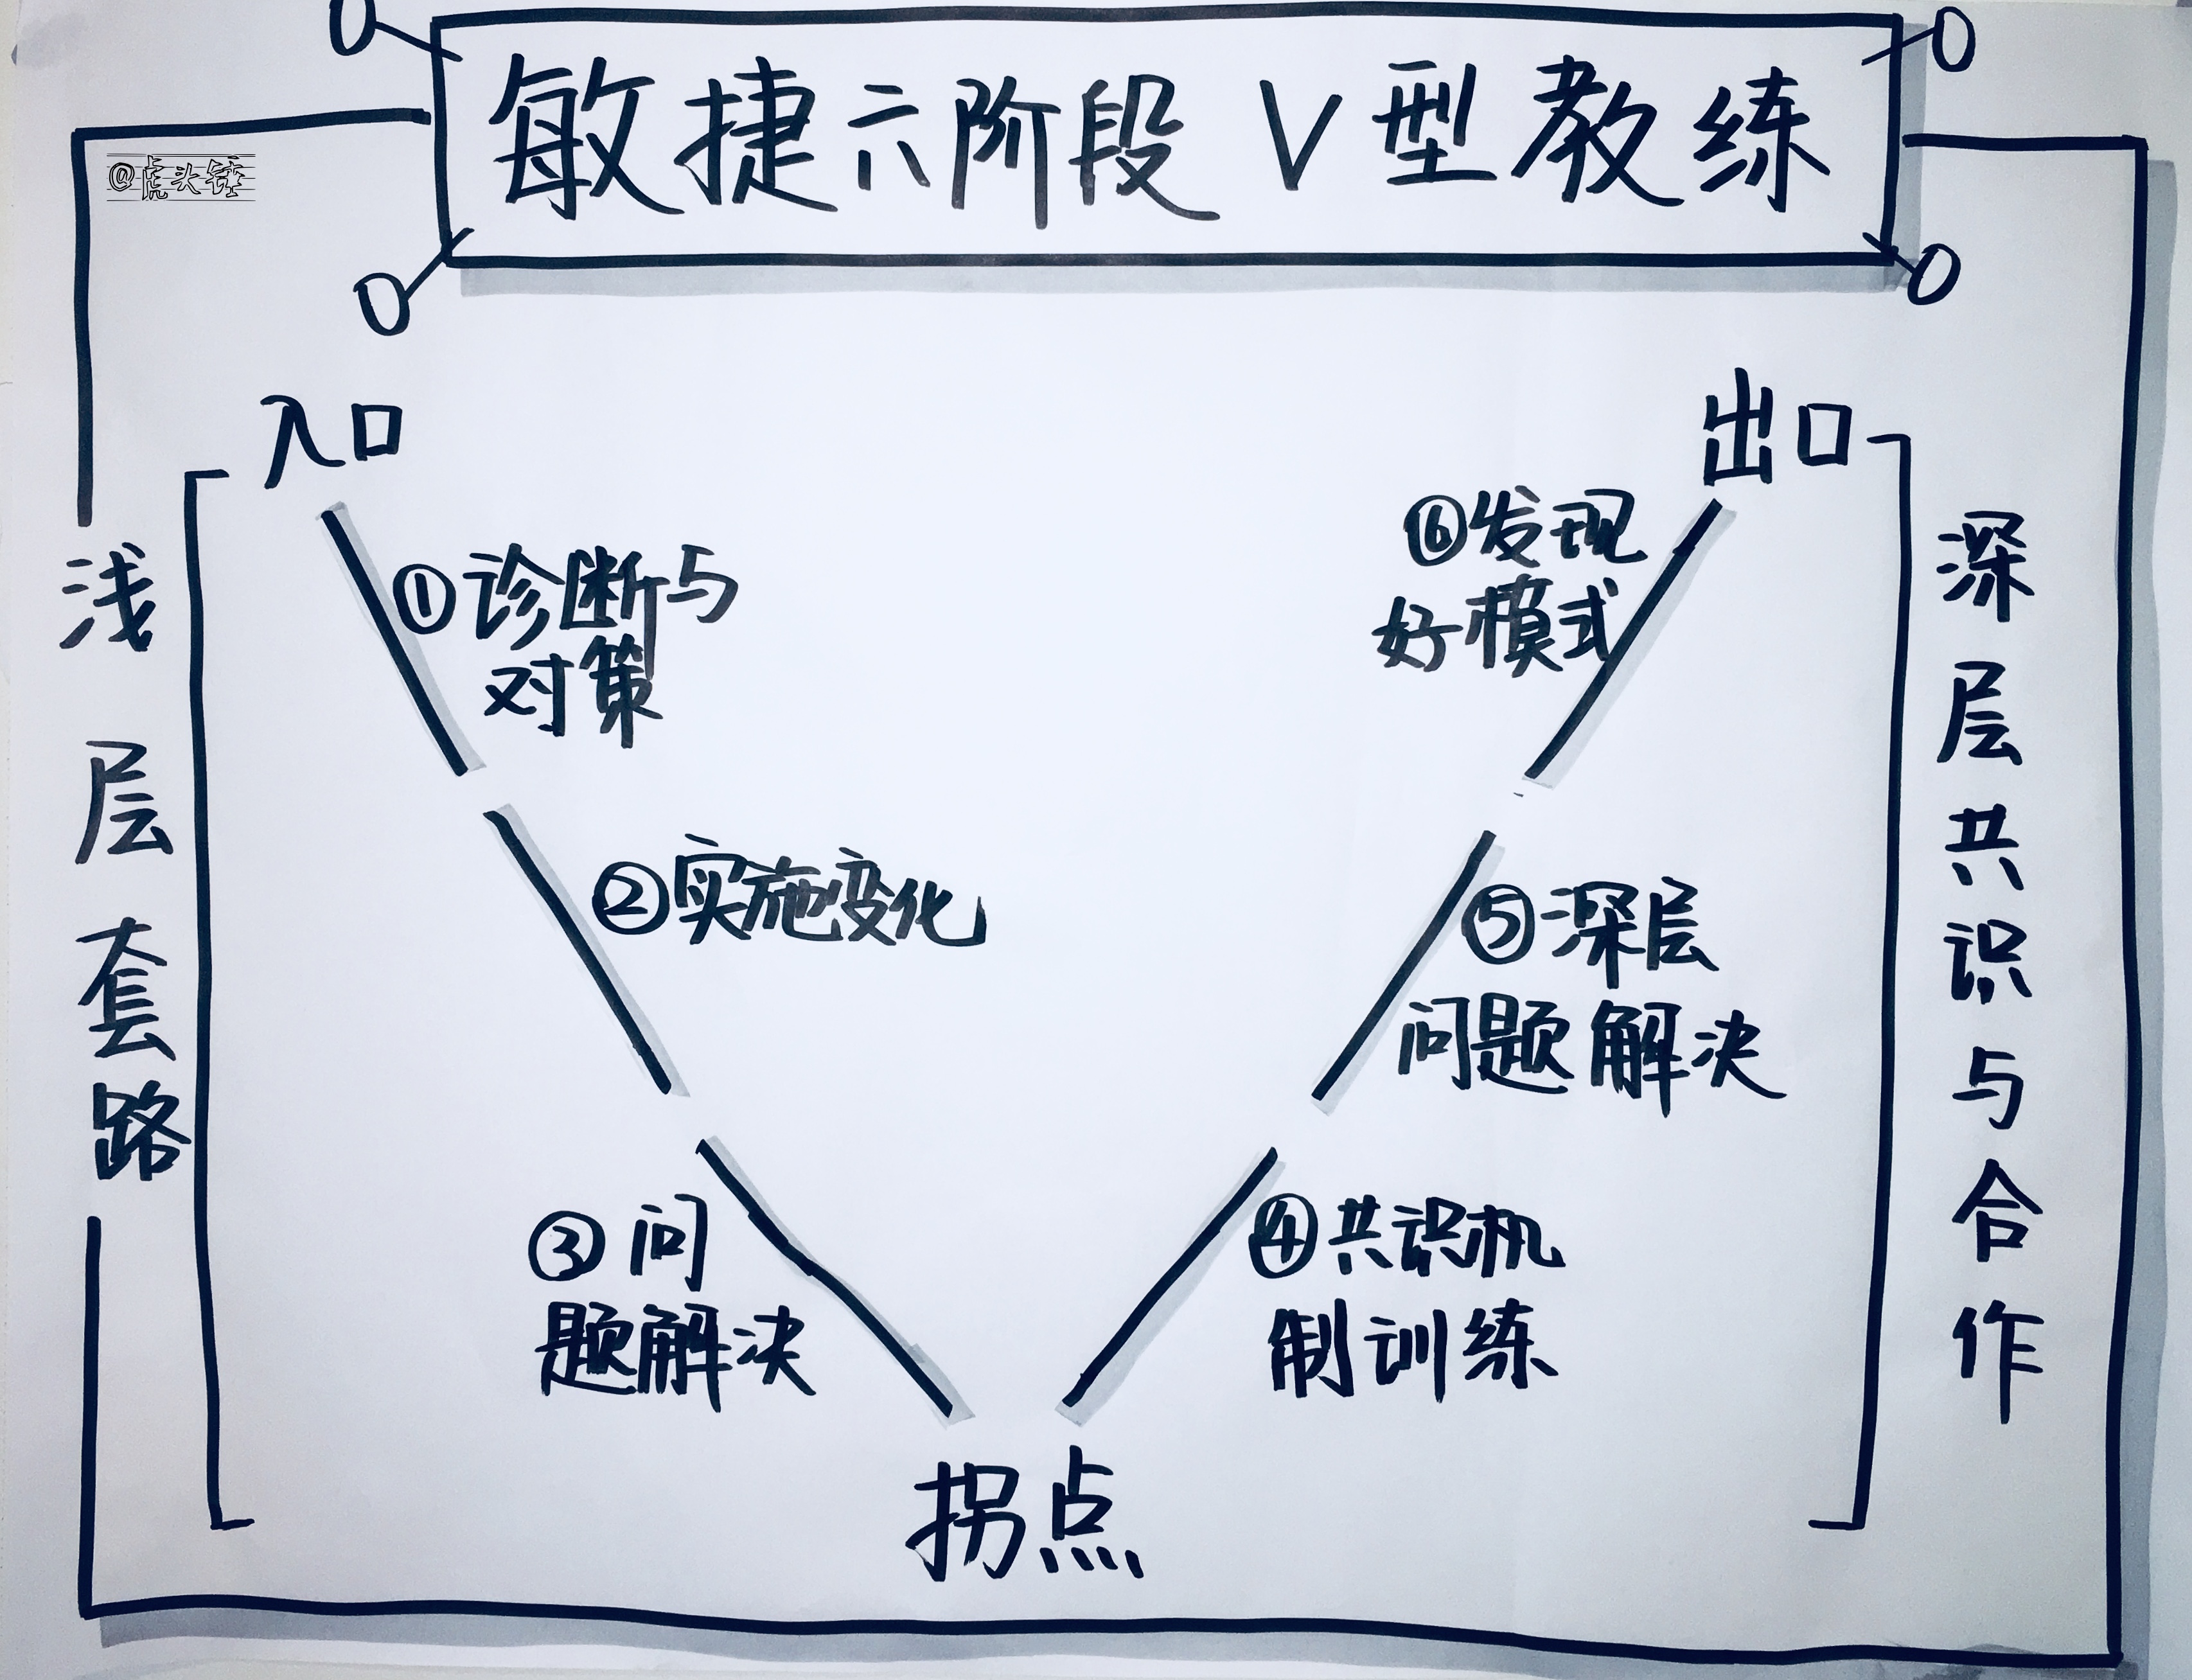 敏捷六阶段 V型教练
@虎头锤
入口
出口
浅层套路
①诊断与
对策
②实施变化
③问
题解决
拐点
④共识机
制训练
⑤深层
问题解决
⑥发现
好模式
深层共识与合作